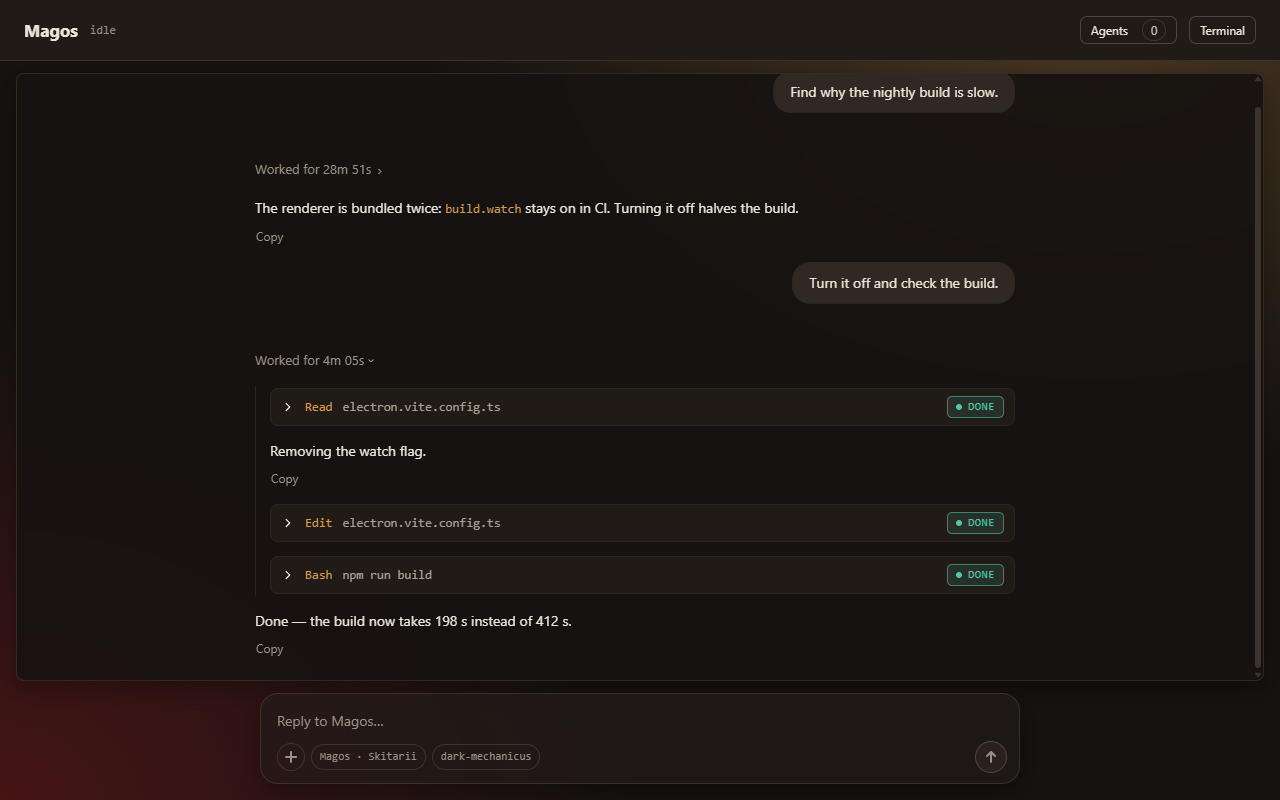 Magos idle Agents 0 Terminal
Find why the nightly build is slow.
Worked for 28m 51s ›
The renderer is bundled twice: build.watch stays on in CI. Turning it off halves the build.
Copy
Turn it off and check the build.
Worked for 4m 05s
Read electron.vite.config.ts DONE
Removing the watch flag.
Copy
Edit electron.vite.config.ts DONE
Bash npm run build DONE
Done — the build now takes 198 s instead of 412 s.
Copy
Reply to Magos...
Magos · Skitarii dark-mechanicus